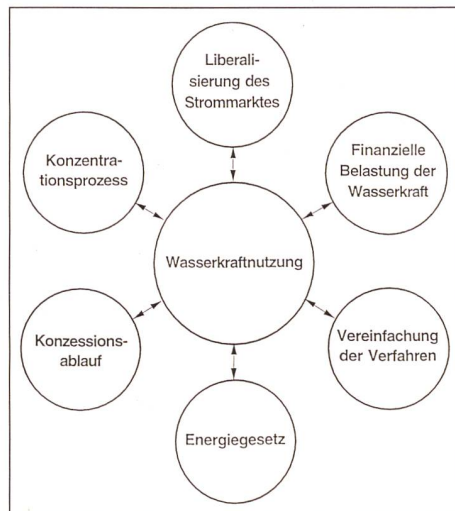 Liberali-
sierung des
Strommarktes
Konzentra-
tionsprozess
Finanzielle
Belastung der
Wasserkraft
Wasserkraftnutzung
Konzessions-
ablauf
Vereinfachung
der Verfahren
Energiegesetz